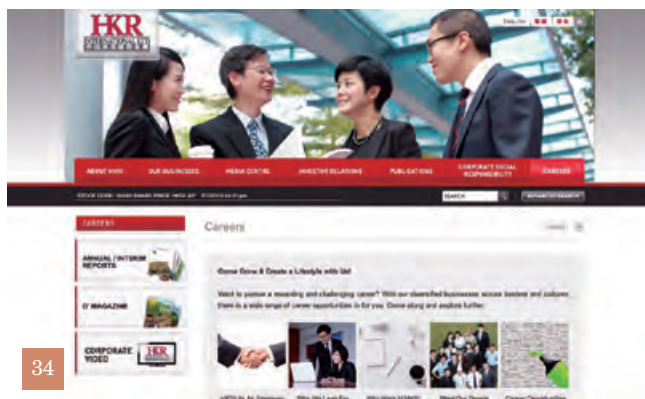 HKR
INTERNATIONAL LTD
ENGLISH
ABOUT HKRI
OUR BUSINESSES
MEDIA CENTRE
INVESTOR RELATIONS
PUBLICATIONS
CORPORATE SOCIAL
RESPONSIBILITY
CAREERS
SEARCH
ADVANCED SEARCH
CAREERS
Careers
ANNUAL / INTERIM
REPORTS
Come Grow & Create a Lifestyle with Us!
Want to pursue a rewarding and challenging career? With our diversified businesses across borders and cultures,
there is a wide range of career opportunities in for you. Come along and explore further.
D' MAGAZINE
CORPORATE
VIDEO
HKR
34